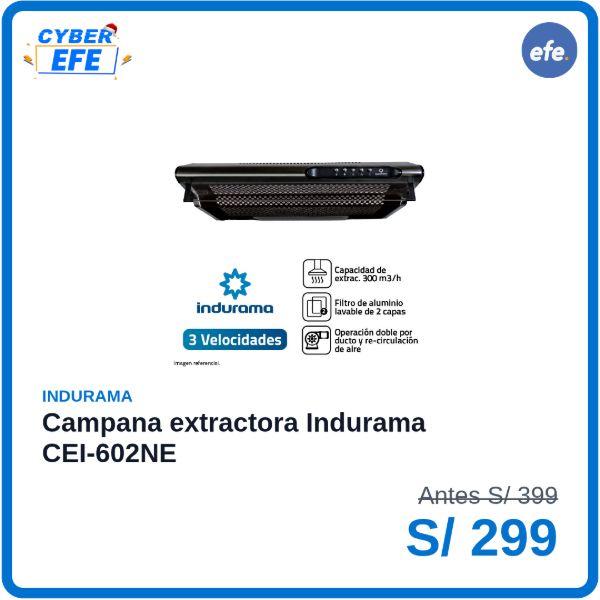 CYBER
EFE
efe.
indurama
3 Velocidades
Imagen referencial.
Capacidad de
extrac. 300 m3/h
Filtro de aluminio
lavable de 2 capas
2
Operación doble por
ducto y re-circulación
de aire
INDURAMA
Campana extractora Indurama
CEI-602NE
Antes S/ 399
S/ 299